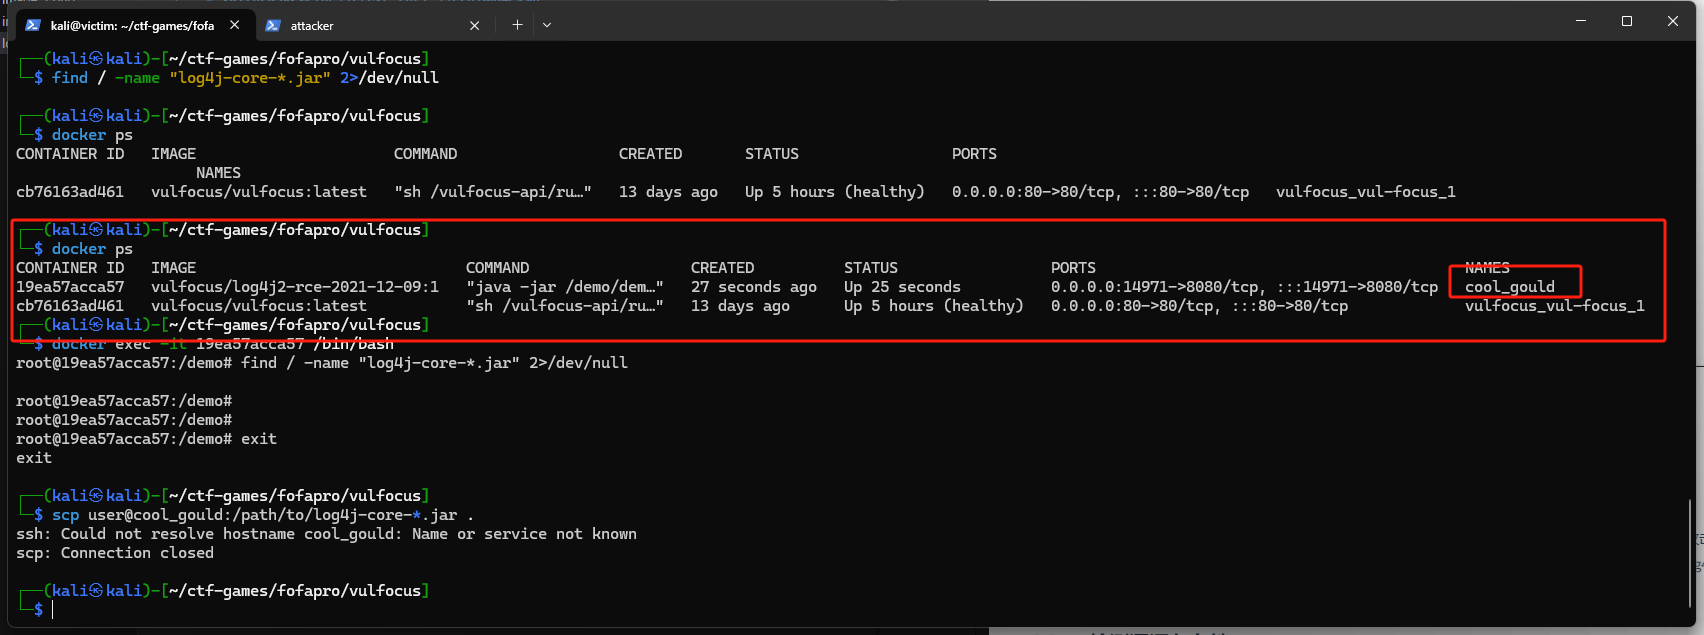 kali@victim: ~/ctf-games/fofa
attacker
┌──(kali㉿kali)-[~/ctf-games/fofapro/vulfocus]
└─$ find / -name "log4j-core-*.jar" 2>/dev/null
┌──(kali㉿kali)-[~/ctf-games/fofapro/vulfocus]
└─$ docker ps
CONTAINER ID IMAGE COMMAND CREATED STATUS PORTS
NAMES
cb76163ad461 vulfocus/vulfocus:latest "sh /vulfocus-api/ru…" 13 days ago Up 5 hours (healthy) 0.0.0.0:80->80/tcp, :::80->80/tcp vulfocus_vul-focus_1
┌──(kali㉿kali)-[~/ctf-games/fofapro/vulfocus]
└─$ docker ps
CONTAINER ID IMAGE COMMAND CREATED STATUS PORTS NAMES
19ea57acca57 vulfocus/log4j2-rce-2021-12-09:1 "java -jar /demo/dem…" 27 seconds ago Up 25 seconds 0.0.0.0:14971->8080/tcp, :::14971->8080/tcp cool_gould
cb76163ad461 vulfocus/vulfocus:latest "sh /vulfocus-api/ru…" 13 days ago Up 5 hours (healthy) 0.0.0.0:80->80/tcp, :::80->80/tcp vulfocus_vul-focus_1
┌──(kali㉿kali)-[~/ctf-games/fofapro/vulfocus]
└─$ docker exec -it 19ea57acca57 /bin/bash
root@19ea57acca57:/demo# find / -name "log4j-core-*.jar" 2>/dev/null
root@19ea57acca57:/demo#
root@19ea57acca57:/demo#
root@19ea57acca57:/demo# exit
exit
┌──(kali㉿kali)-[~/ctf-games/fofapro/vulfocus]
└─$ scp user@cool_gould:/path/to/log4j-core-*.jar .
ssh: Could not resolve hostname cool_gould: Name or service not known
scp: Connection closed
┌──(kali㉿kali)-[~/ctf-games/fofapro/vulfocus]
└─$